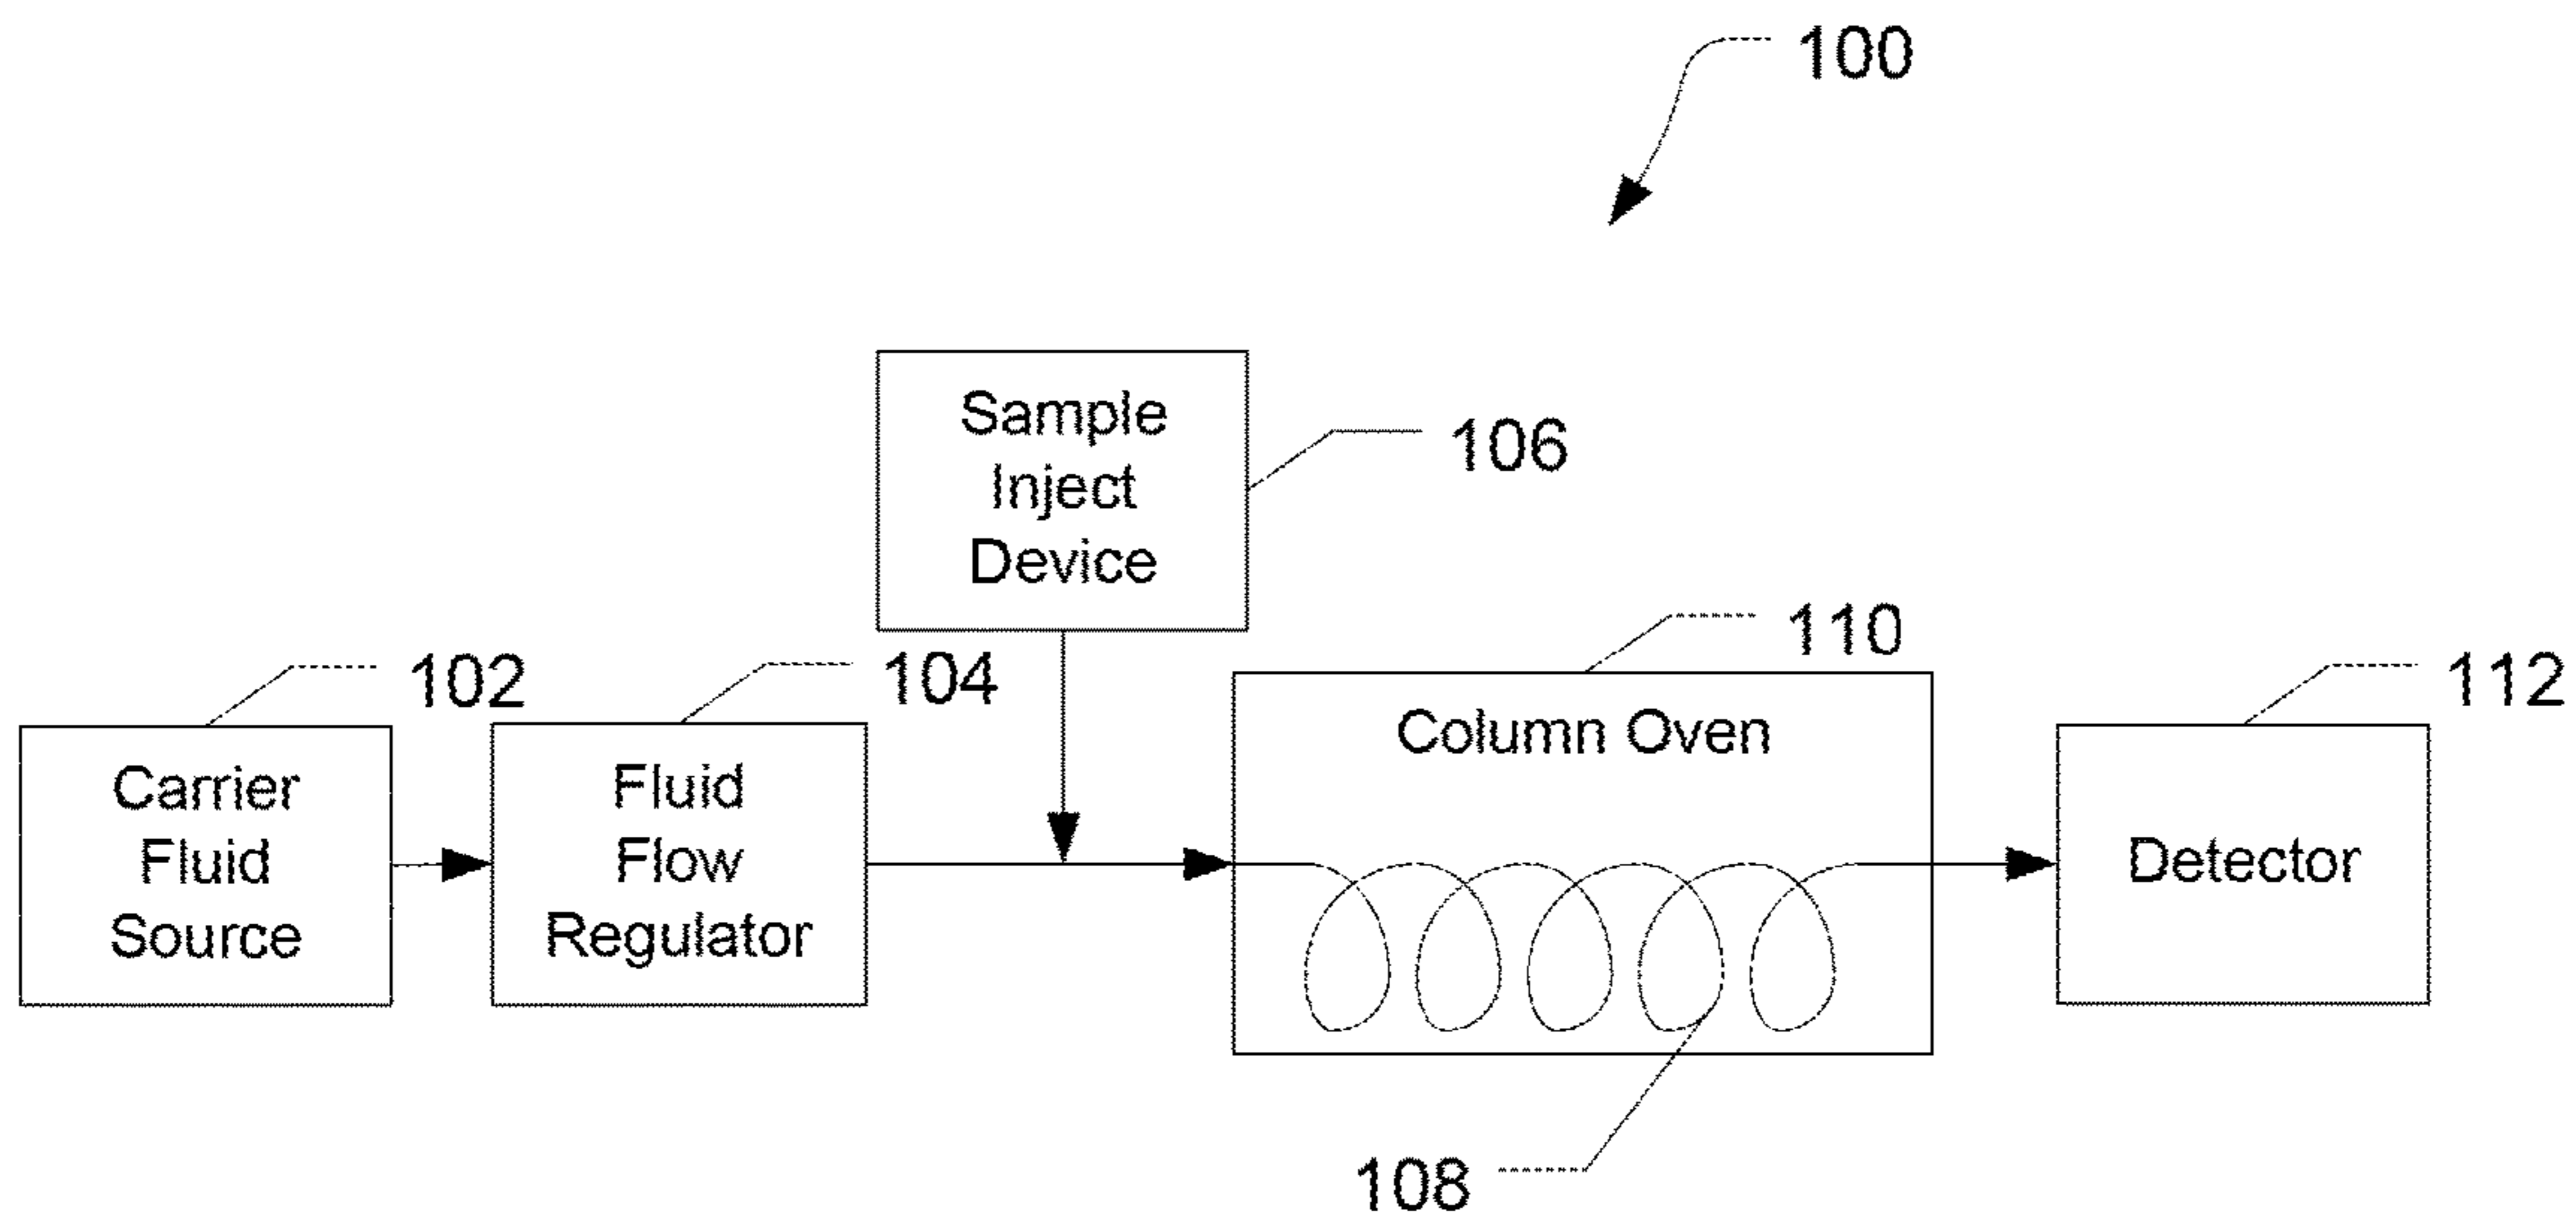 100
Sample
Inject
Device
106
110
102
104
112
Carrier
Fluid
Source
Fluid
Flow
Regulator
Column Oven
Detector
108